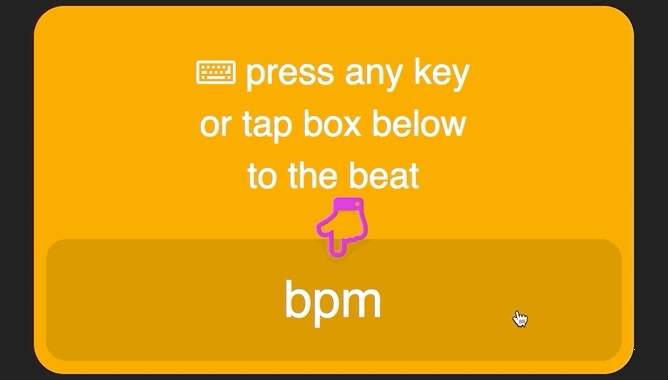 press any key
or tap box below
to the beat
bpm